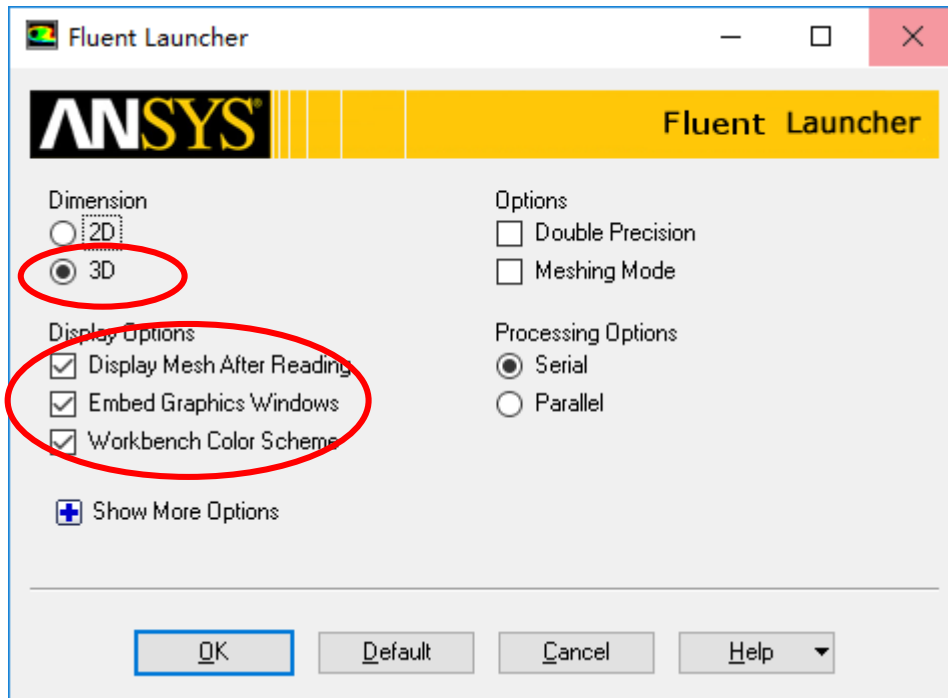 Fluent Launcher
ANSYS®
Fluent Launcher
Dimension
2D
3D
Options
Double Precision
Meshing Mode
Display Options
Display Mesh After Reading
Embed Graphics Windows
Workbench Color Scheme
Processing Options
Serial
Parallel
Show More Options
OK
Default
Cancel
Help